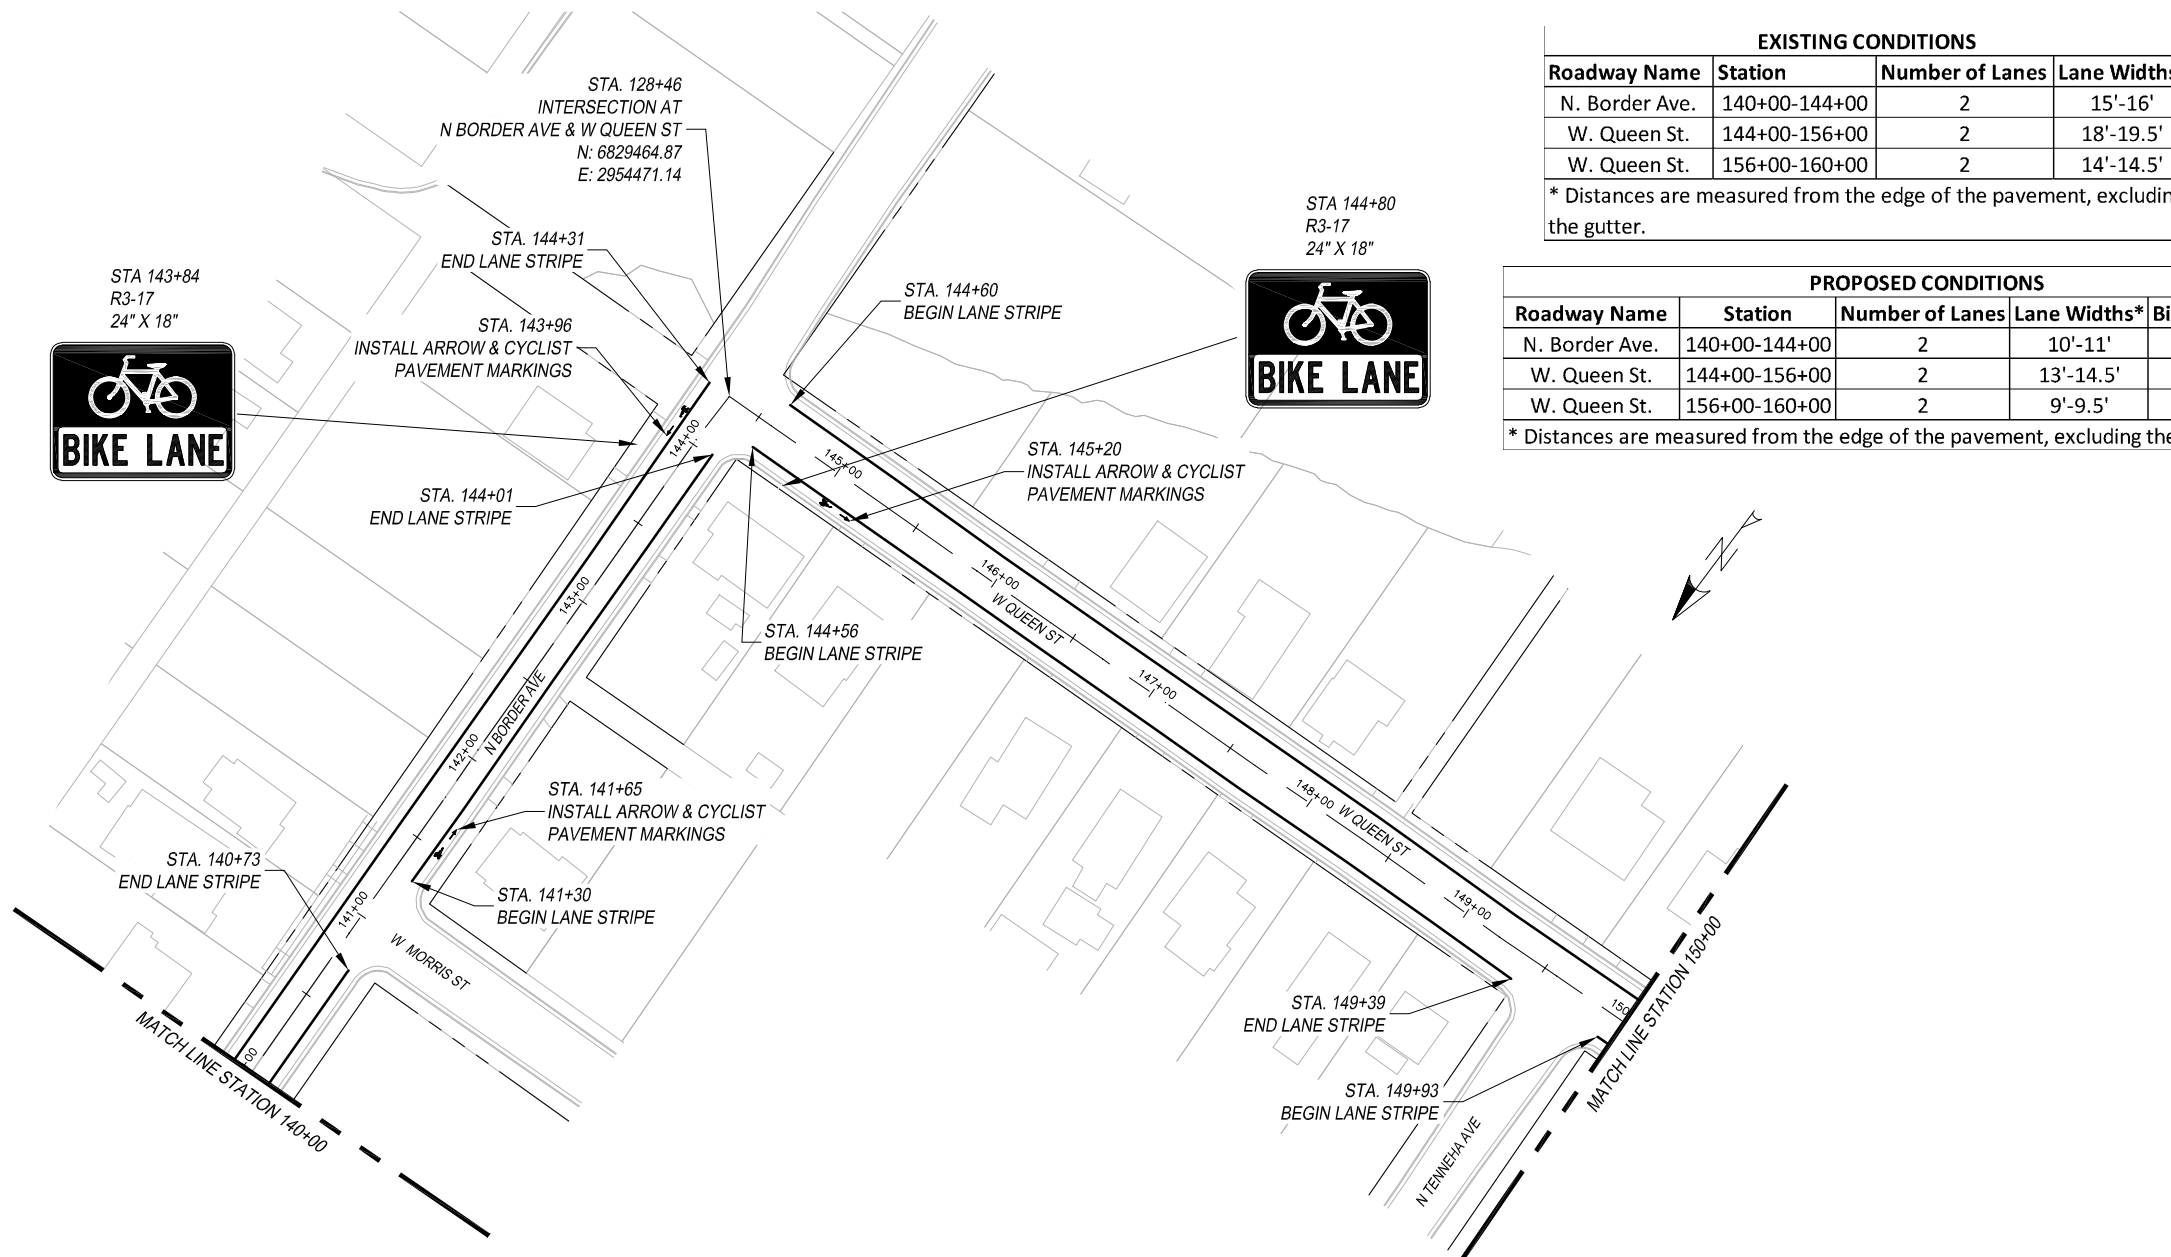 STA. 128+46
INTERSECTION AT
N BORDER AVE & W QUEEN ST
N: 6829464.87
E: 2954471.14
STA. 144+31
END LANE STRIPE
STA 143+84
R3-17
24" X 18"
BIKE LANE
STA. 143+96
INSTALL ARROW & CYCLIST
PAVEMENT MARKINGS
STA. 144+01
END LANE STRIPE
STA. 144+60
BEGIN LANE STRIPE
STA 144+80
R3-17
24" X 18"
BIKE LANE
STA. 145+20
INSTALL ARROW & CYCLIST
PAVEMENT MARKINGS
STA. 144+56
BEGIN LANE STRIPE
STA. 141+65
INSTALL ARROW & CYCLIST
PAVEMENT MARKINGS
STA. 140+73
END LANE STRIPE
STA. 141+30
BEGIN LANE STRIPE
STA. 149+39
END LANE STRIPE
STA. 149+93
BEGIN LANE STRIPE
144+00
143+00
N BORDER AVE
142+00
141+00
00
W MORRIS ST
MATCH LINE STATION 140+00
145+00
146+00
W QUEEN ST
147+00
148+00
W QUEEN ST
149+00
150
MATCH LINE STATION 150+00
N TENNEHA AVE
N
EXISTING CONDITIONS
Roadway Name Station Number of Lanes Lane Widths
N. Border Ave. 140+00-144+00 2 15'-16'
W. Queen St. 144+00-156+00 2 18'-19.5'
W. Queen St. 156+00-160+00 2 14'-14.5'
* Distances are measured from the edge of the pavement, excludin
the gutter.
PROPOSED CONDITIONS
Roadway Name Station Number of Lanes Lane Widths* Bi
N. Border Ave. 140+00-144+00 2 10'-11'
W. Queen St. 144+00-156+00 2 13'-14.5'
W. Queen St. 156+00-160+00 2 9'-9.5'
* Distances are measured from the edge of the pavement, excluding the